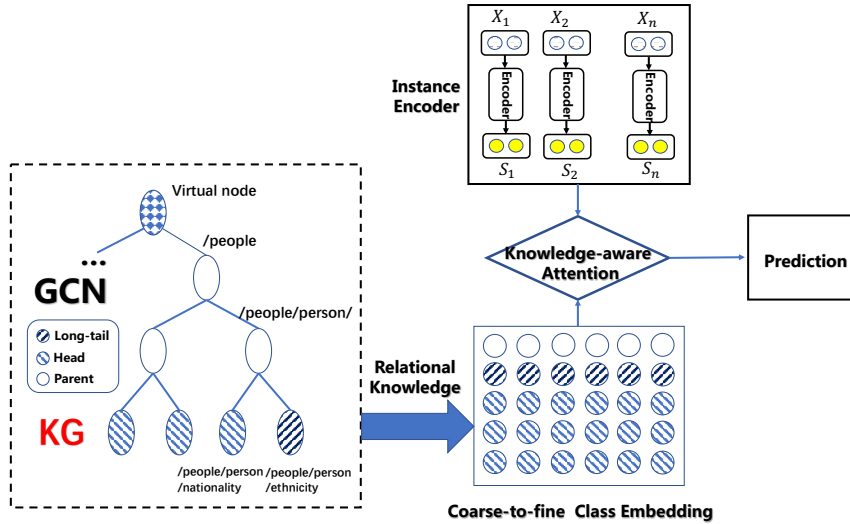 X₁ X₂ Xₙ
Instance
Encoder
Encoder Encoder Encoder
S₁ S₂ Sₙ
Virtual node
/people
...
GCN
/people/person/
Long-tail
Head
Parent
KG
/people/person
/nationality
/people/person
/ethnicity
Relational
Knowledge
Knowledge-aware
Attention
Prediction
Coarse-to-fine Class Embedding